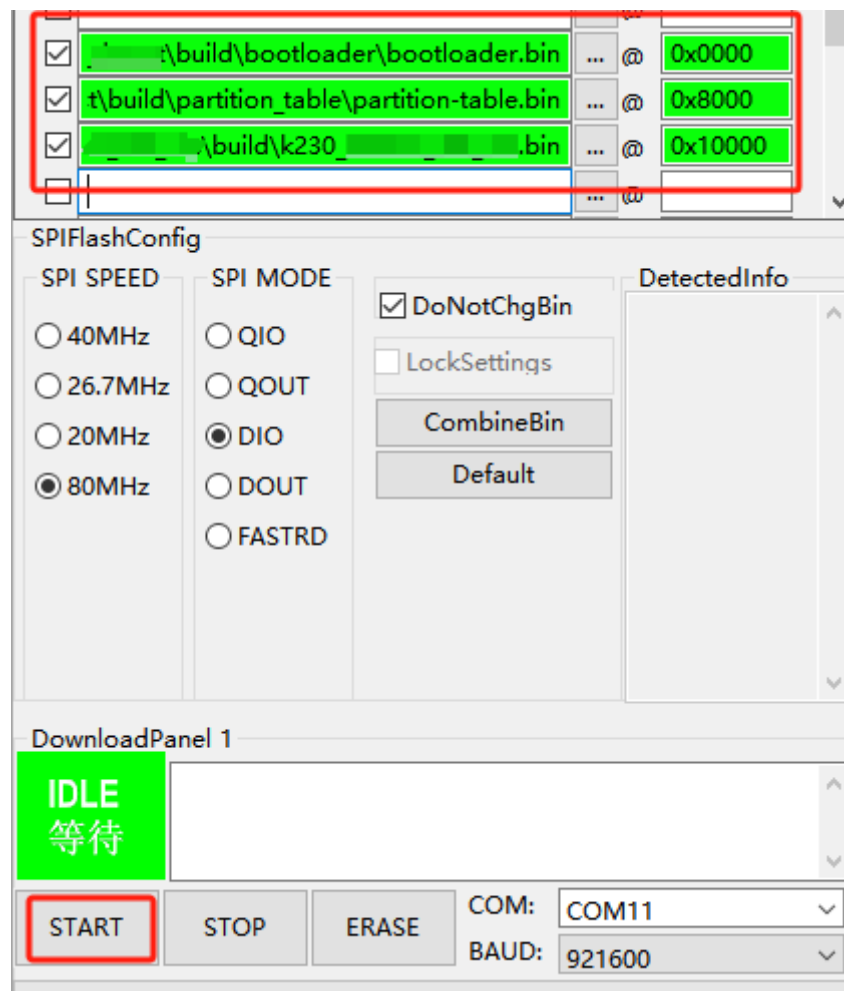 t\build\bootloader\bootloader.bin ... @ 0x0000
t\build\partition_table\partition-table.bin ... @ 0x8000
\build\k230_ .bin ... @ 0x10000
... @
SPIFlashConfig
SPI SPEED SPI MODE DetectedInfo
DoNotChgBin
40MHz QIO
LockSettings
26.7MHz QOUT
CombineBin
20MHz DIO
Default
80MHz DOUT
FASTRD
DownloadPanel 1
IDLE
等待
START STOP ERASE COM: COM11
BAUD: 921600